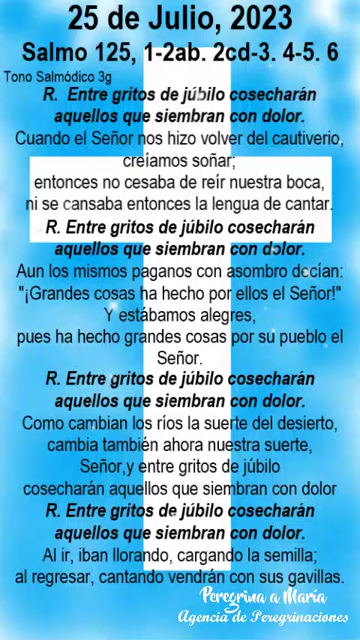 25 de Julio, 2023
Salmo 125, 1-2ab. 2cd-3. 4-5. 6
Tono Salmódico 3g
R. Entre gritos de júbilo cosecharán
aquellos que siembran con dolor.
Cuando el Señor nos hizo volver del cautiverio,
creíamos soñar;
entonces no cesaba de reír nuestra boca,
ni se cansaba entonces la lengua de cantar.
R. Entre gritos de júbilo cosecharán
aquellos que siembran con dolor.
Aun los mismos paganos con asombro decían:
"¡Grandes cosas ha hecho por ellos el Señor!"
Y estábamos alegres,
pues ha hecho grandes cosas por su pueblo el
Señor.
R. Entre gritos de júbilo cosecharán
aquellos que siembran con dolor.
Como cambian los ríos la suerte del desierto,
cambia también ahora nuestra suerte,
Señor,y entre gritos de júbilo
cosecharán aquellos que siembran con dolor
R. Entre gritos de júbilo cosecharán
aquellos que siembran con dolor.
Al ir, iban llorando, cargando la semilla;
al regresar, cantando vendrán con sus gavillas.
Peregrina a María
Agencia de Peregrinaciones